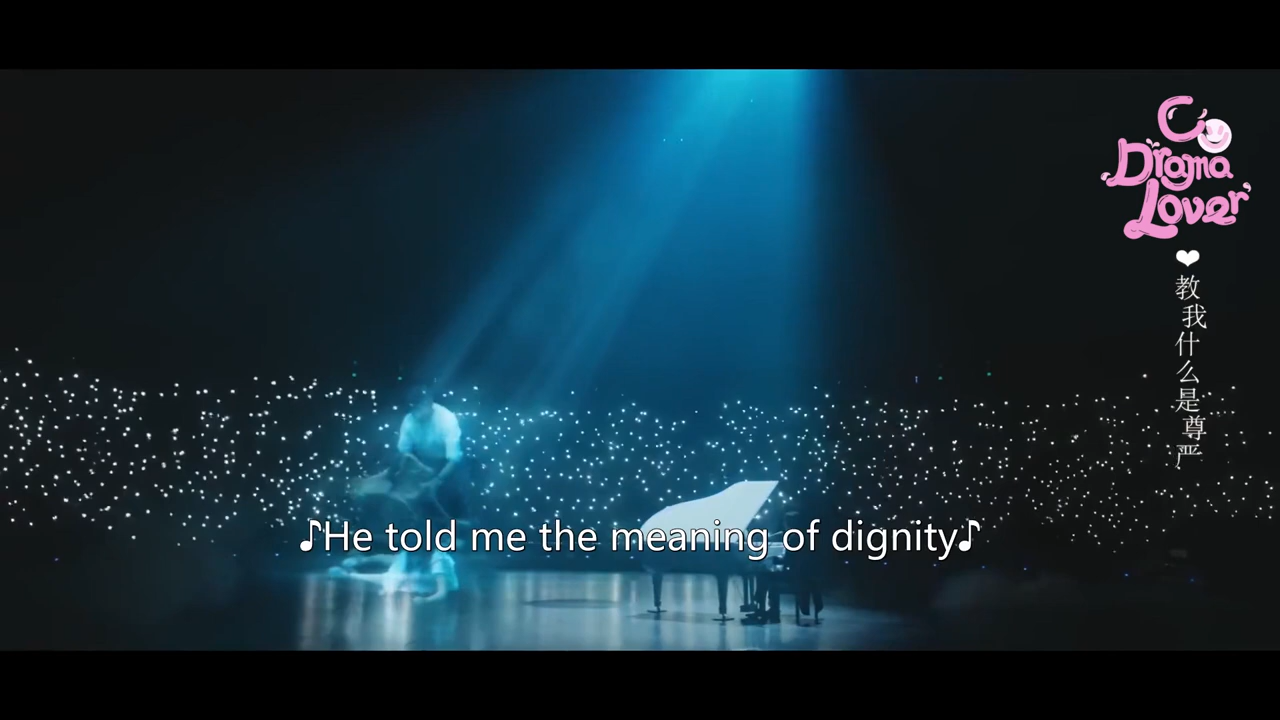 C
Drama
Lover
❤教我什么是尊严
♪He told me the meaning of dignity♪